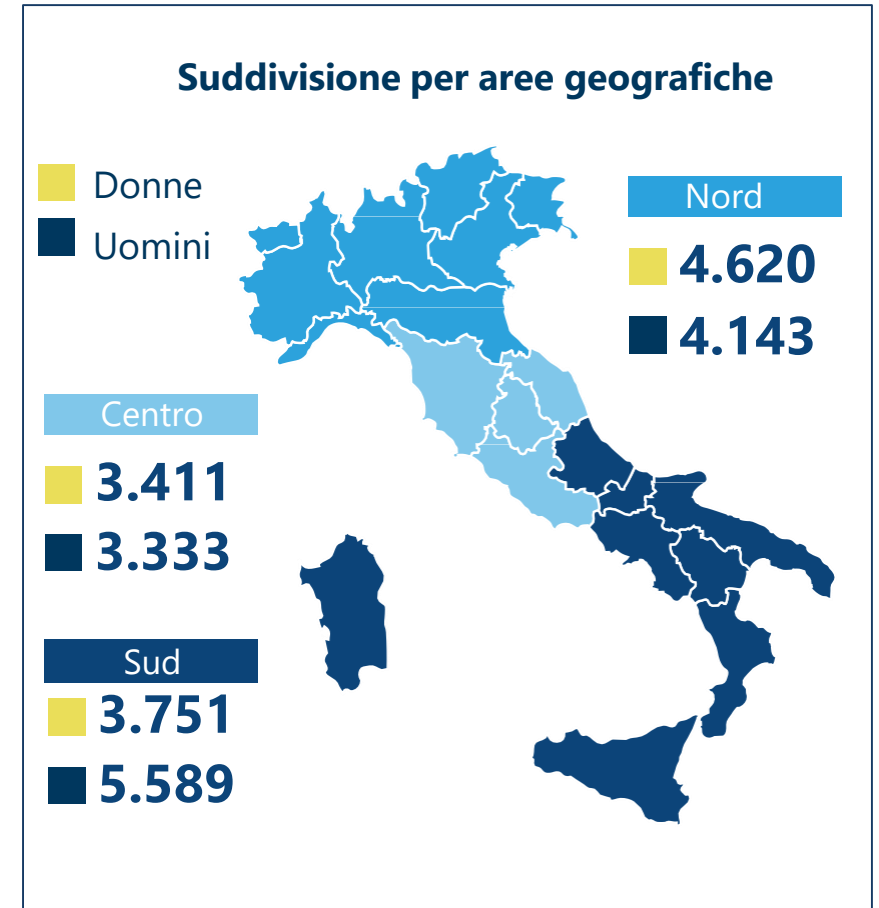 Suddivisione per aree geografiche
Donne
Uomini
Nord
4.620
4.143
Centro
3.411
3.333
Sud
3.751
5.589